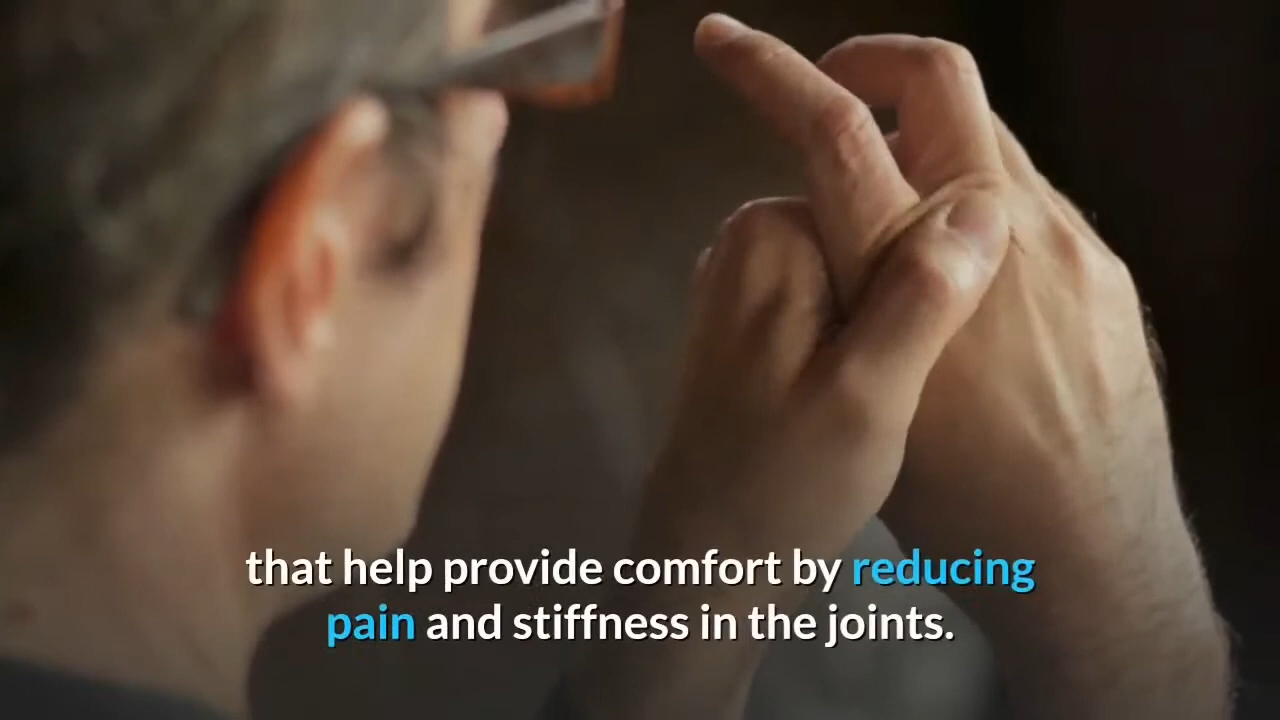 that help provide comfort by reducing
pain and stiffness in the joints.